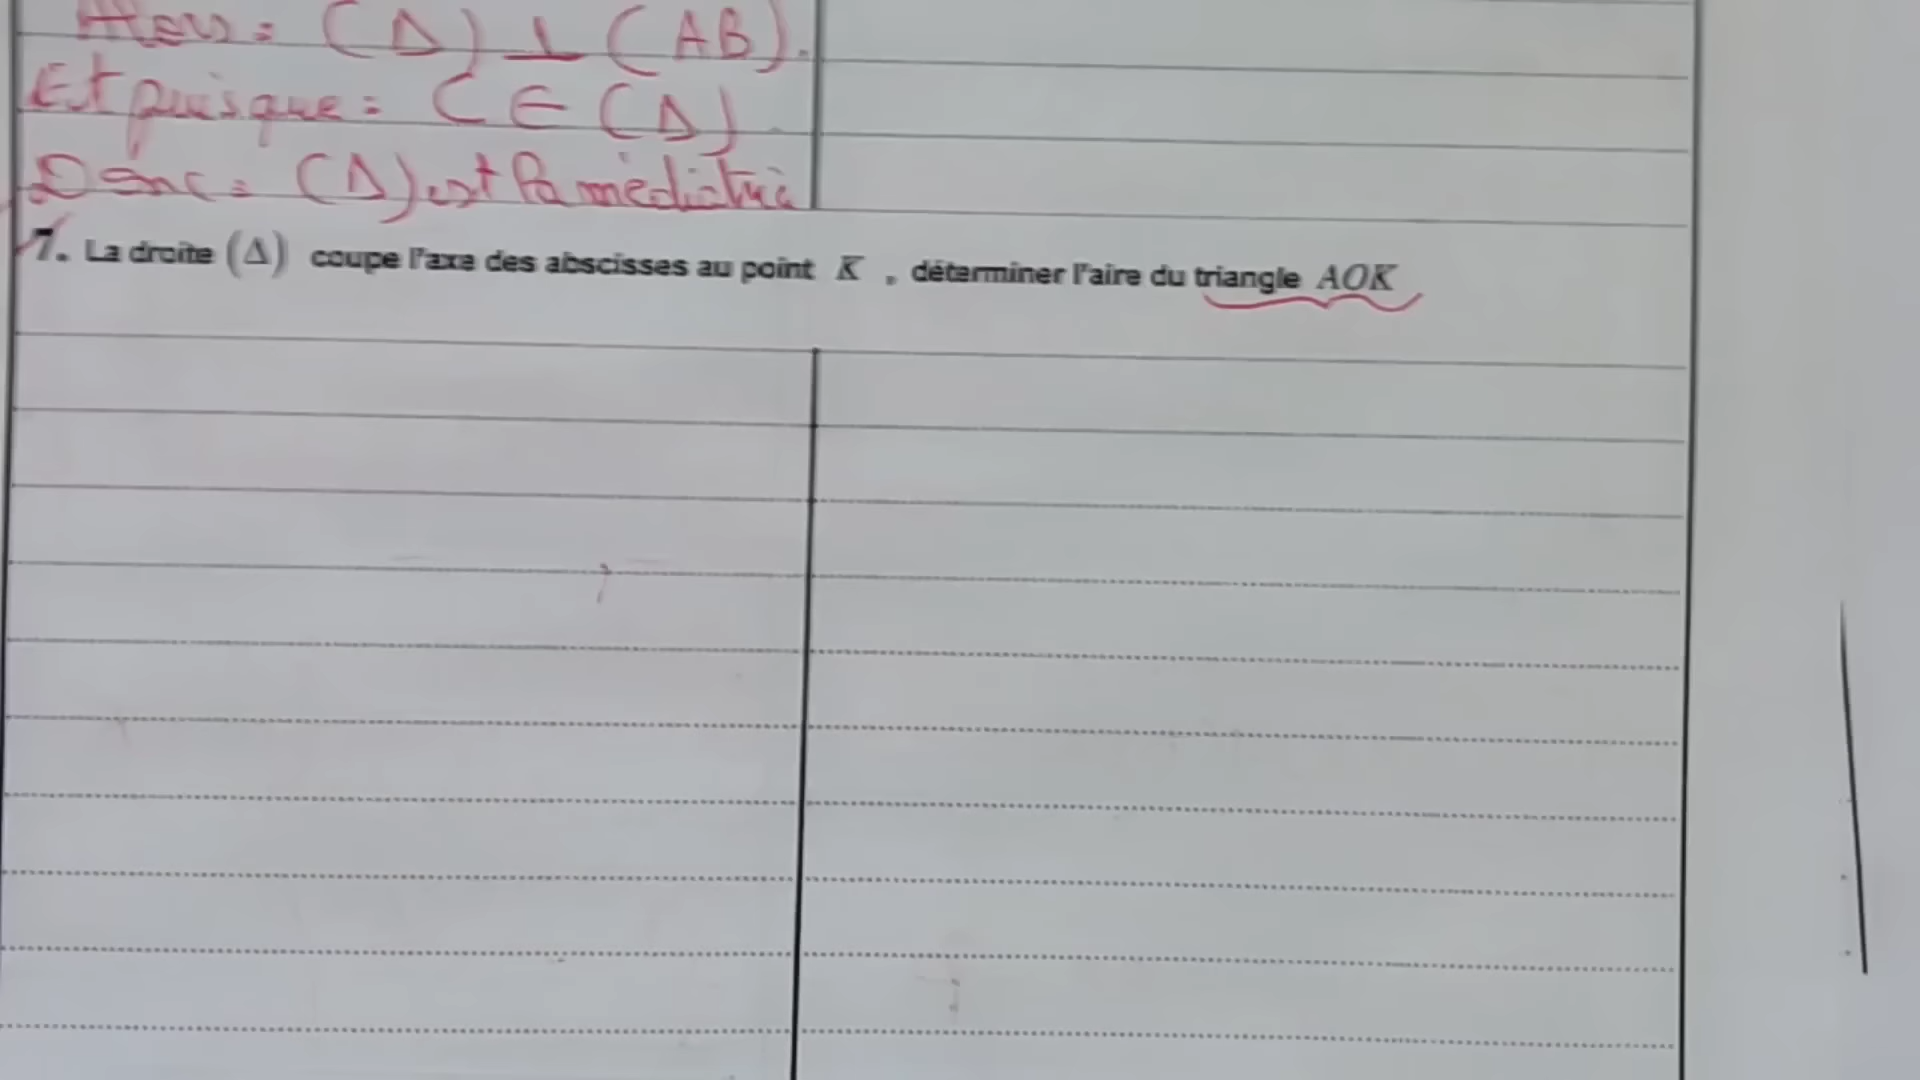 Alors : (Δ) ⊥ (AB).
Et puisque : C ∈ (Δ)
Donc : (Δ) est la médiatric
7. La droite (Δ) coupe l'axe des abscisses au point K , déterminer l'aire du triangle AOK